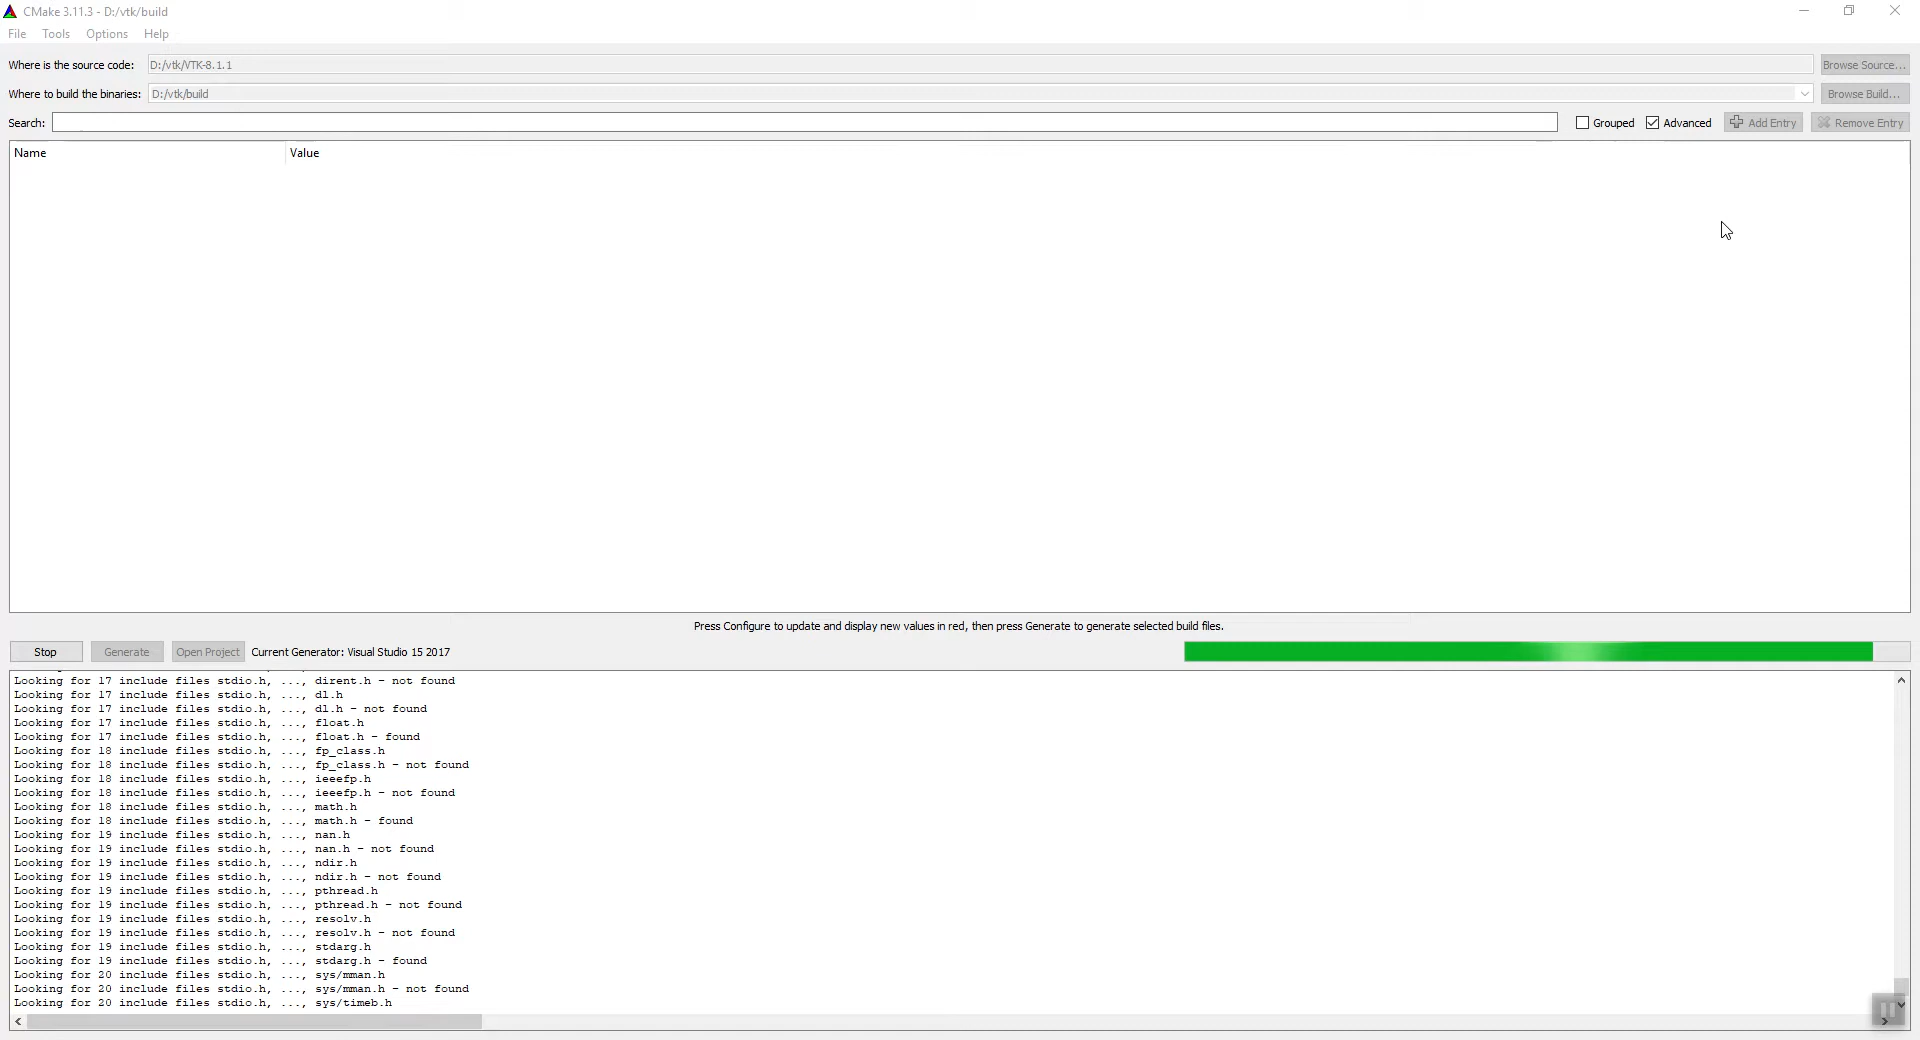 CMake 3.11.3 - D:/vtk/build
File Tools Options Help
Where is the source code: D:/vtk/VTK-8.1.1 Browse Source...
Where to build the binaries: D:/vtk/build Browse Build...
Search: Grouped Advanced Add Entry Remove Entry
Name Value
Press Configure to update and display new values in red, then press Generate to generate selected build files.
Stop Generate Open Project Current Generator: Visual Studio 15 2017
Looking for 17 include files stdio.h, ..., dirent.h - not found
Looking for 17 include files stdio.h, ..., dl.h
Looking for 17 include files stdio.h, ..., dl.h - not found
Looking for 17 include files stdio.h, ..., float.h
Looking for 17 include files stdio.h, ..., float.h - found
Looking for 18 include files stdio.h, ..., fp_class.h
Looking for 18 include files stdio.h, ..., fp_class.h - not found
Looking for 18 include files stdio.h, ..., ieeefp.h
Looking for 18 include files stdio.h, ..., ieeefp.h - not found
Looking for 18 include files stdio.h, ..., math.h
Looking for 18 include files stdio.h, ..., math.h - found
Looking for 19 include files stdio.h, ..., nan.h
Looking for 19 include files stdio.h, ..., nan.h - not found
Looking for 19 include files stdio.h, ..., ndir.h
Looking for 19 include files stdio.h, ..., ndir.h - not found
Looking for 19 include files stdio.h, ..., pthread.h
Looking for 19 include files stdio.h, ..., pthread.h - not found
Looking for 19 include files stdio.h, ..., resolv.h
Looking for 19 include files stdio.h, ..., resolv.h - not found
Looking for 19 include files stdio.h, ..., stdarg.h
Looking for 19 include files stdio.h, ..., stdarg.h - found
Looking for 20 include files stdio.h, ..., sys/mman.h
Looking for 20 include files stdio.h, ..., sys/mman.h - not found
Looking for 20 include files stdio.h, ..., sys/timeb.h